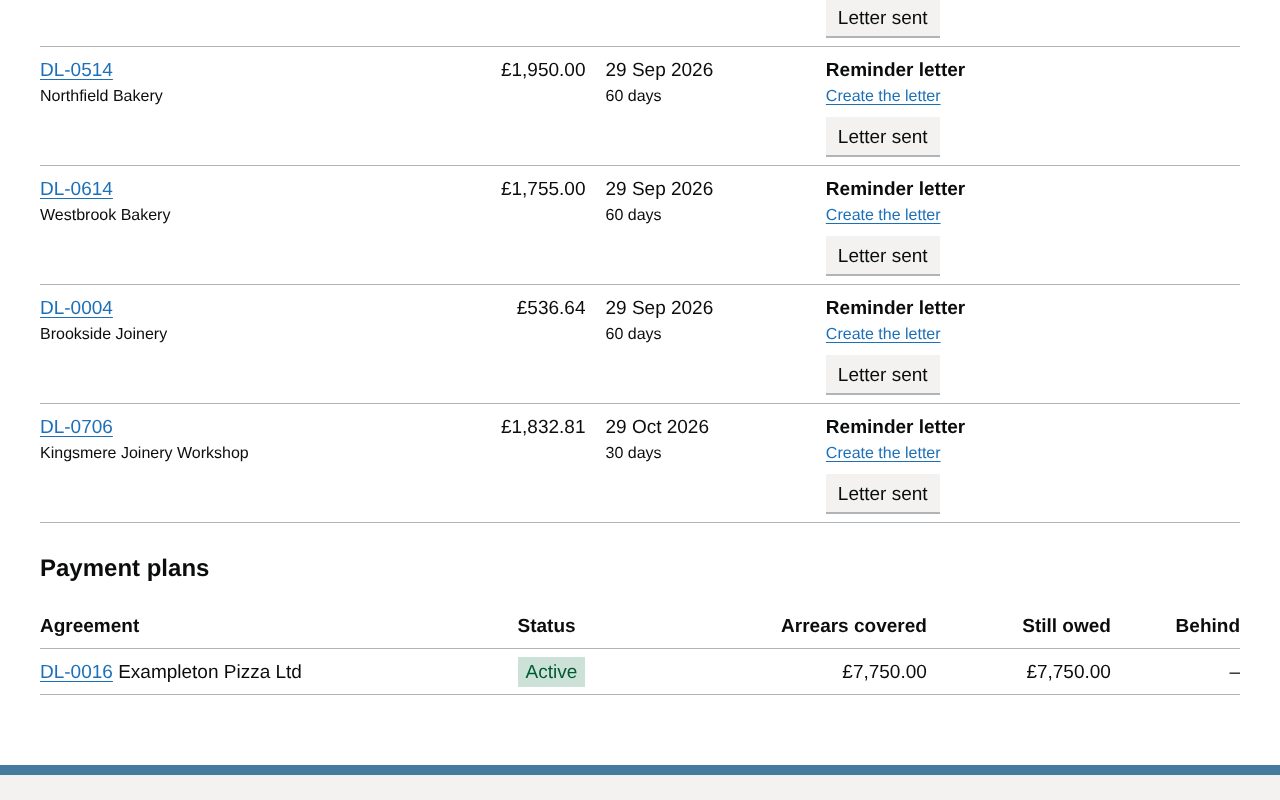 Letter sent
DL-0514 £1,950.00 29 Sep 2026 Reminder letter
Northfield Bakery 60 days Create the letter
Letter sent
DL-0614 £1,755.00 29 Sep 2026 Reminder letter
Westbrook Bakery 60 days Create the letter
Letter sent
DL-0004 £536.64 29 Sep 2026 Reminder letter
Brookside Joinery 60 days Create the letter
Letter sent
DL-0706 £1,832.81 29 Oct 2026 Reminder letter
Kingsmere Joinery Workshop 30 days Create the letter
Letter sent
Payment plans
Agreement Status Arrears covered Still owed Behind
DL-0016 Exampleton Pizza Ltd Active £7,750.00 £7,750.00 –